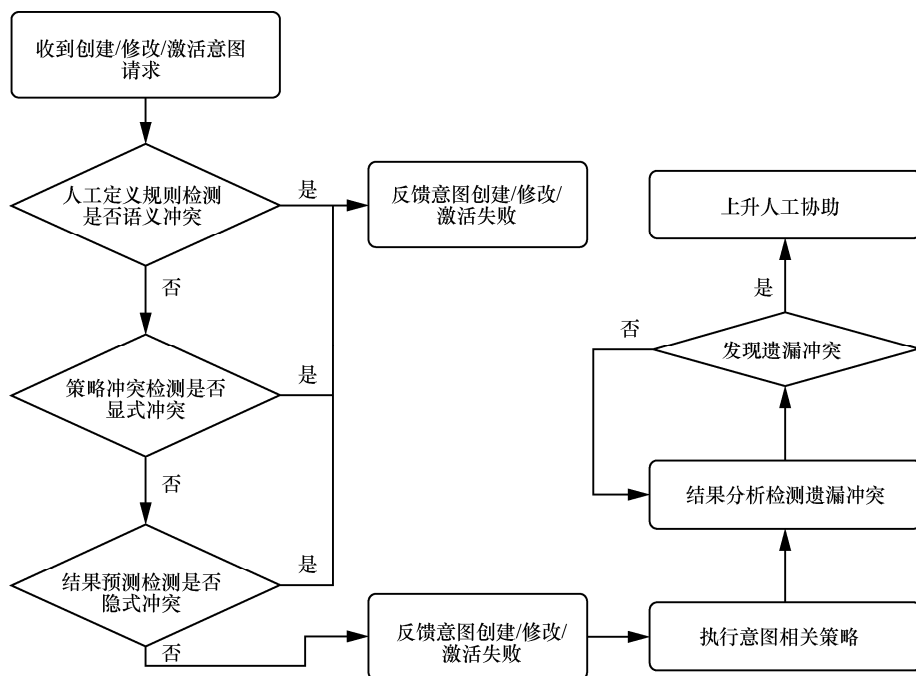 收到创建/修改/激活意图
请求
人工定义规则检测
是否语义冲突
是
反馈意图创建/修改/
激活失败
否
策略冲突检测是否
显式冲突
是
否
结果预测检测是否
隐式冲突
是
否
反馈意图创建/修改/
激活失败
执行意图相关策略
结果分析检测遗漏冲突
发现遗漏冲突
否
是
上升人工协助